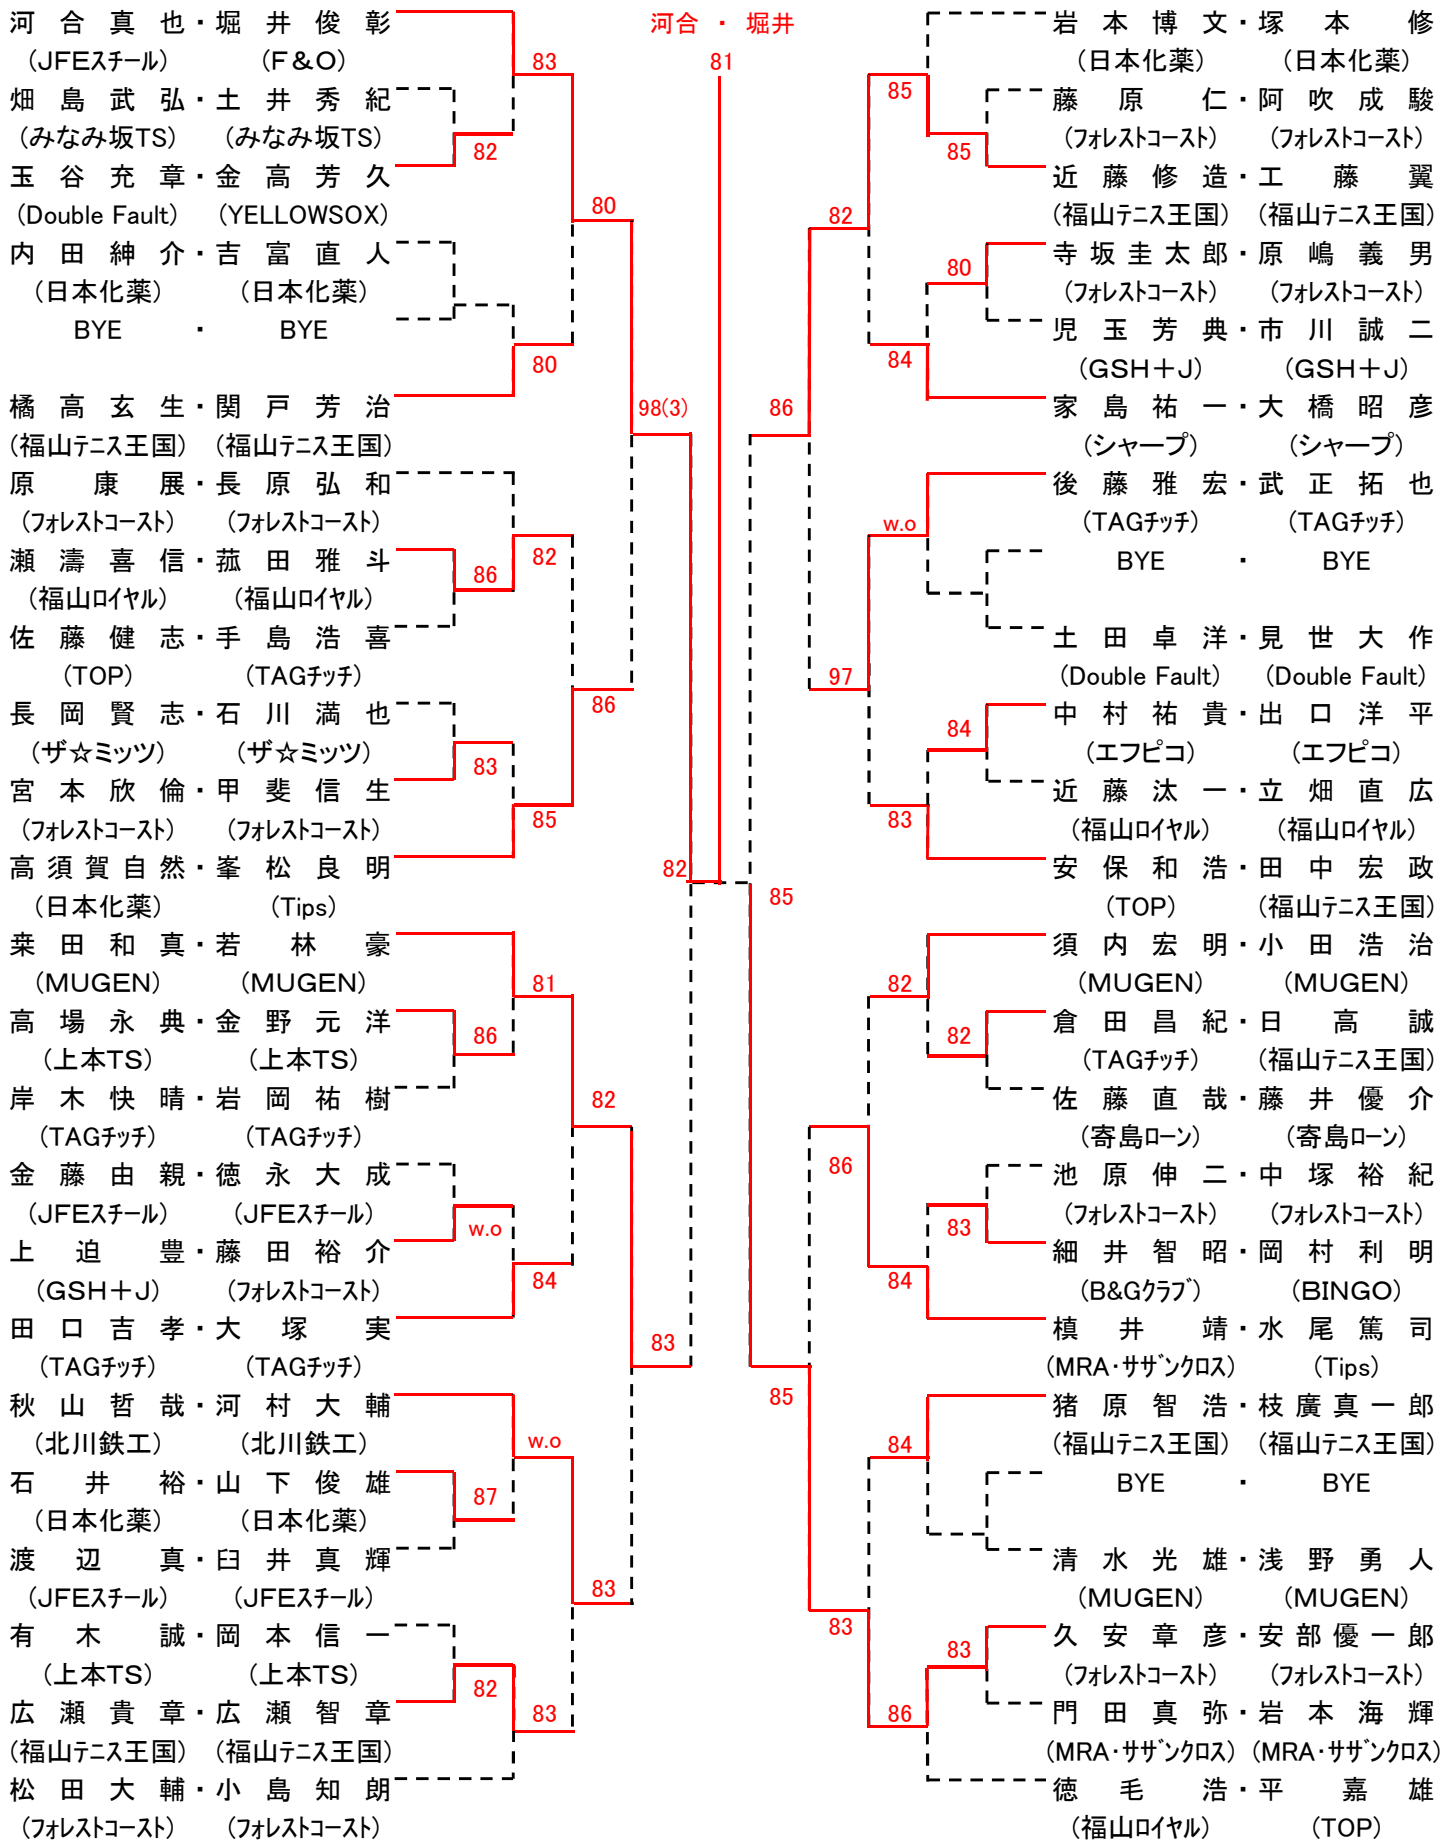 河合 ・ 堀井
81
河合真也・堀井俊彰
(JFEスチール) (F&O)
83
畑島武弘・土井秀紀
(みなみ坂TS) (みなみ坂TS)
82
玉谷充章・金高芳久
(Double Fault) (YELLOWSOX)
80
内田紳介・吉富直人
(日本化薬) (日本化薬)
BYE ・ BYE
80
橘高玄生・関戸芳治
(福山テニス王国) (福山テニス王国)
98(3)
原康展・長原弘和
(フォレストコースト) (フォレストコースト)
82
瀬濤喜信・菰田雅斗
(福山ロイヤル) (福山ロイヤル)
86
佐藤健志・手島浩喜
(TOP) (TAGチッチ)
86
長岡賢志・石川満也
(ザ☆ミッツ) (ザ☆ミッツ)
83
宮本欣倫・甲斐信生
(フォレストコースト) (フォレストコースト)
85
高須賀自然・峯松良明
(日本化薬) (Tips)
82
桒田和真・若林豪
(MUGEN) (MUGEN)
81
高場永典・金野元洋
(上本TS) (上本TS)
86
岸木快晴・岩岡祐樹
(TAGチッチ) (TAGチッチ)
82
金藤由親・徳永大成
(JFEスチール) (JFEスチール)
w.o
上迫豊・藤田裕介
(GSH+J) (フォレストコースト)
84
田口吉孝・大塚実
(TAGチッチ) (TAGチッチ)
83
秋山哲哉・河村大輔
(北川鉄工) (北川鉄工)
w.o
石井裕・山下俊雄
(日本化薬) (日本化薬)
87
渡辺真・臼井真輝
(JFEスチール) (JFEスチール)
83
有木誠・岡本信一
(上本TS) (上本TS)
82
広瀬貴章・広瀬智章
(福山テニス王国) (福山テニス王国)
83
松田大輔・小島知朗
(フォレストコースト) (フォレストコースト)
岩本博文・塚本修
(日本化薬) (日本化薬)
85
藤原仁・阿吹成駿
(フォレストコースト) (フォレストコースト)
85
近藤修造・工藤翼
(福山テニス王国) (福山テニス王国)
82
寺坂圭太郎・原嶋義男
(フォレストコースト) (フォレストコースト)
80
児玉芳典・市川誠二
(GSH+J) (GSH+J)
84
家島祐一・大橋昭彦
(シャープ) (シャープ)
86
後藤雅宏・武正拓也
(TAGチッチ) (TAGチッチ)
w.o
BYE ・ BYE
土田卓洋・見世大作
(Double Fault) (Double Fault)
97
中村祐貴・出口洋平
(エフピコ) (エフピコ)
84
近藤汰一・立畑直広
(福山ロイヤル) (福山ロイヤル)
83
安保和浩・田中宏政
(TOP) (福山テニス王国)
85
須内宏明・小田浩治
(MUGEN) (MUGEN)
82
倉田昌紀・日高誠
(TAGチッチ) (福山テニス王国)
82
佐藤直哉・藤井優介
(寄島ローン) (寄島ローン)
86
池原伸二・中塚裕紀
(フォレストコースト) (フォレストコースト)
83
細井智昭・岡村利明
(B&Gクラブ) (BINGO)
84
槙井靖・水尾篤司
(MRA・サザンクロス) (Tips)
85
猪原智浩・枝廣真一郎
(福山テニス王国) (福山テニス王国)
84
BYE ・ BYE
清水光雄・浅野勇人
(MUGEN) (MUGEN)
83
久安章彦・安部優一郎
(フォレストコースト) (フォレストコースト)
83
門田真弥・岩本海輝
(MRA・サザンクロス) (MRA・サザンクロス)
86
徳毛浩・平嘉雄
(福山ロイヤル) (TOP)